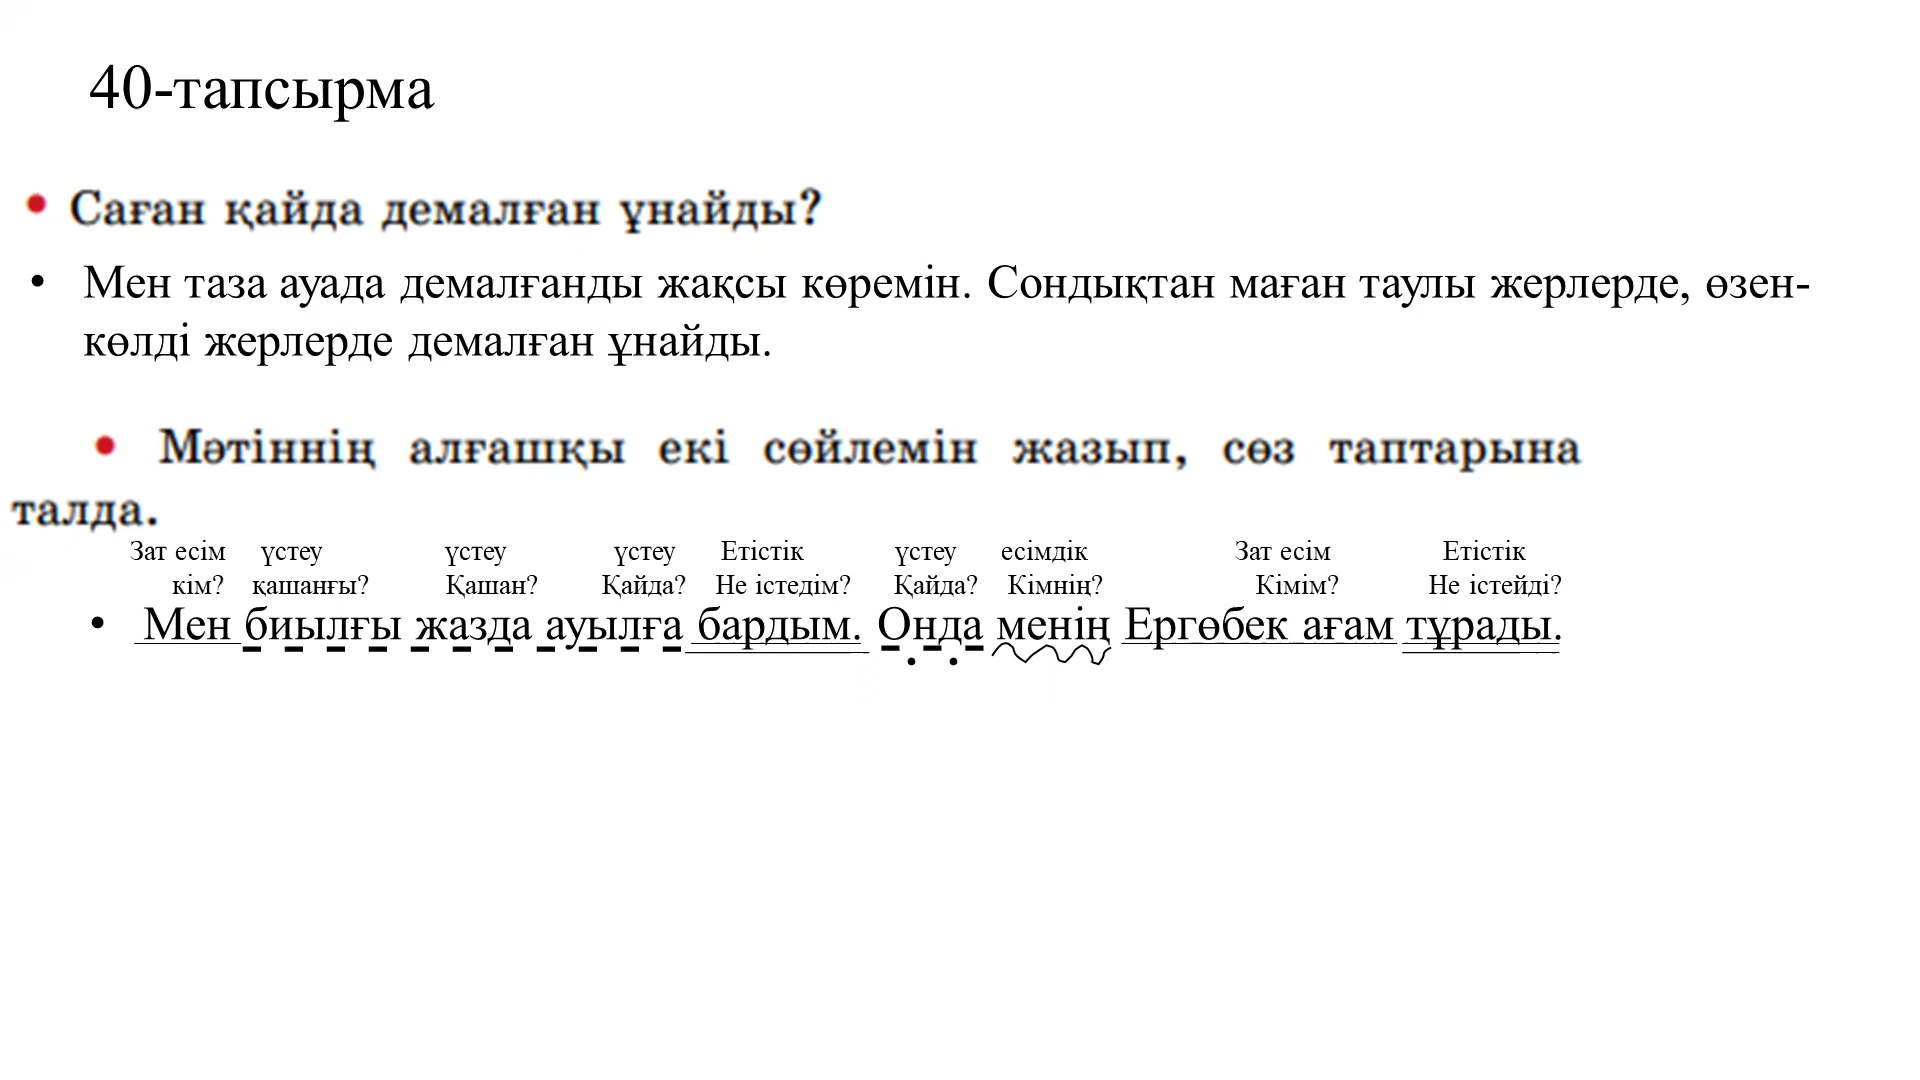 40-тапсырма
• Саған қайда демалған ұнайды?
• Мен таза ауада демалғанды жақсы көремін. Сондықтан маған таулы жерлерде, өзен-
көлді жерлерде демалған ұнайды.
• Мәтіннің алғашқы екі сөйлемін жазып, сөз таптарына
талда.
Зат есім үстеу үстеу үстеу Етістік үстеу есімдік Зат есім Етістік
кім? қашанғы? Қашан? Қайда? Не істедім? Қайда? Кімнің? Кімім? Не істейді?
• Мен биылғы жазда ауылға бардым. Онда менің Ергөбек ағам тұрады.